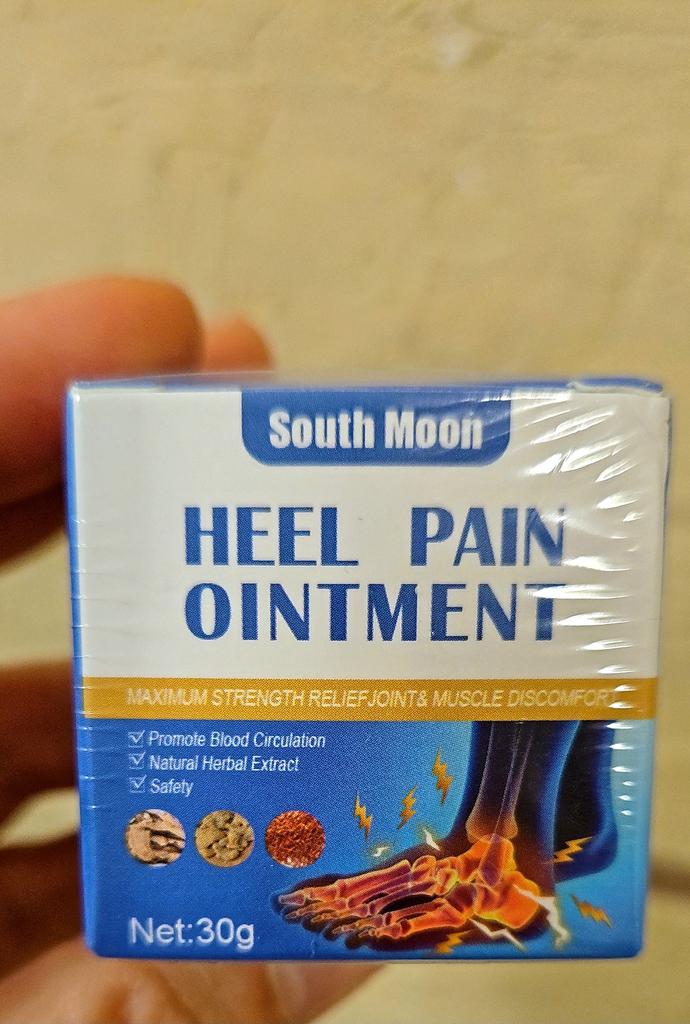 South Moon
HEEL PAIN
OINTMENT
MAXIMUM STRENGTH RELIEFJOINT& MUSCLE DISCOMFORT
Promote Blood Circulation
Natural Herbal Extract
Safety
Net:30g